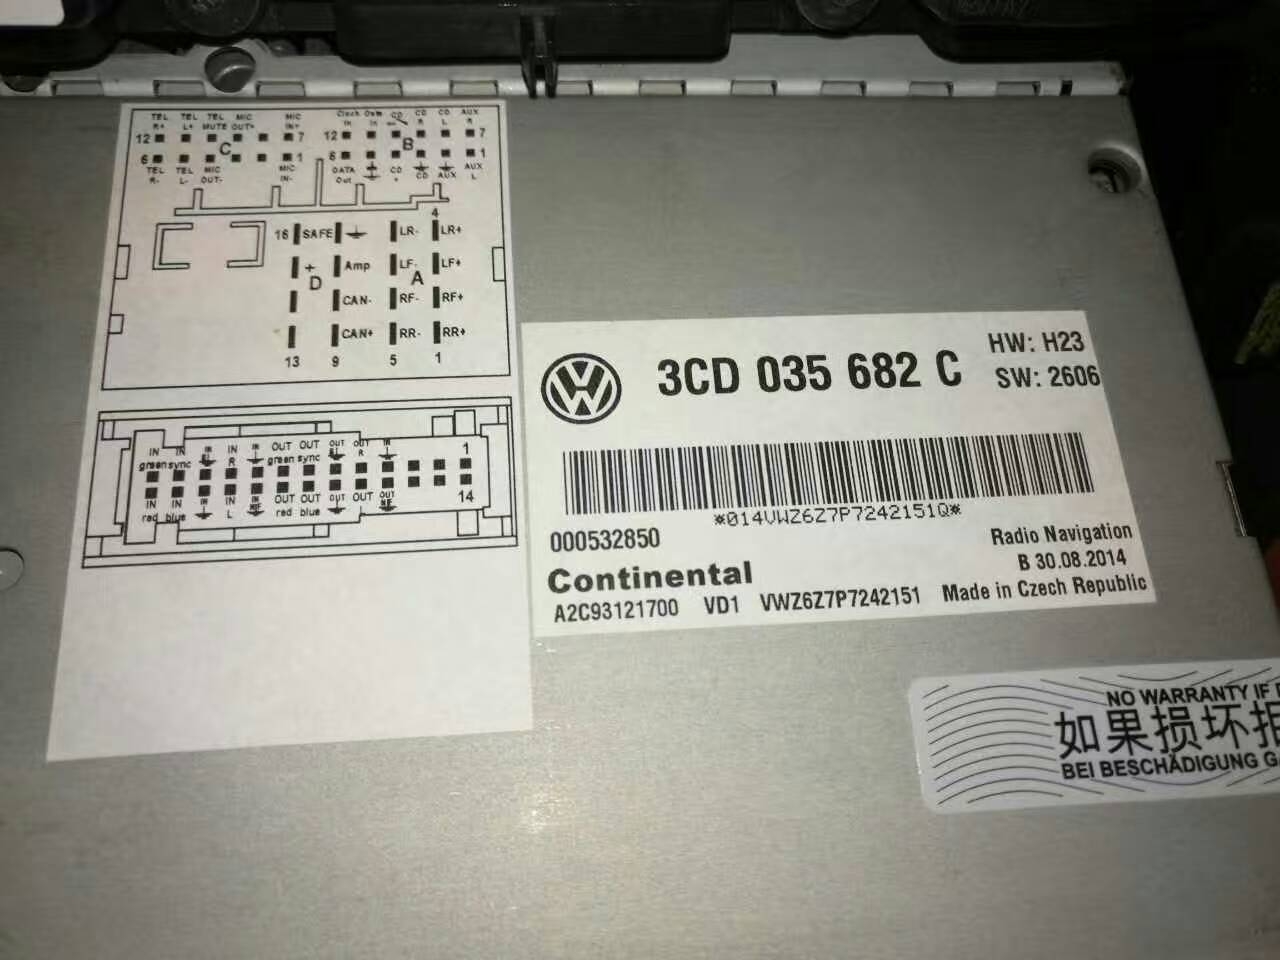 TEL TEL TEL MIC MIC
R+ L+ MUTE OUT+ IN+
12 7
C
6 1
TEL TEL MIC MIC
R- L- OUT- IN-
Clock Data CD CD CD AUX
In In R L R
12 7
B
6 1
DATA CD CD AUX AUX
Out + L
4
16 SAFE LR- LR+
+ Amp LF- LF+
D A
CAN- RF- RF+
CAN+ RR- RR+
13 9 5 1
IN IN IN IN IN OUT OUT OUT OUT IN
green sync R green sync R
1
14
IN IN IN IN IN OUT OUT OUT OUT OUT
red blue L red blue
VW
3CD 035 682 C
HW: H23
SW: 2606
*014VWZ6Z7P7242151Q*
000532850
Radio Navigation
B 30.08.2014
Continental
A2C93121700 VD1 VWZ6Z7P7242151 Made in Czech Republic
NO WARRANTY IF
如果损坏
BEI BESCHÄDIGUNG